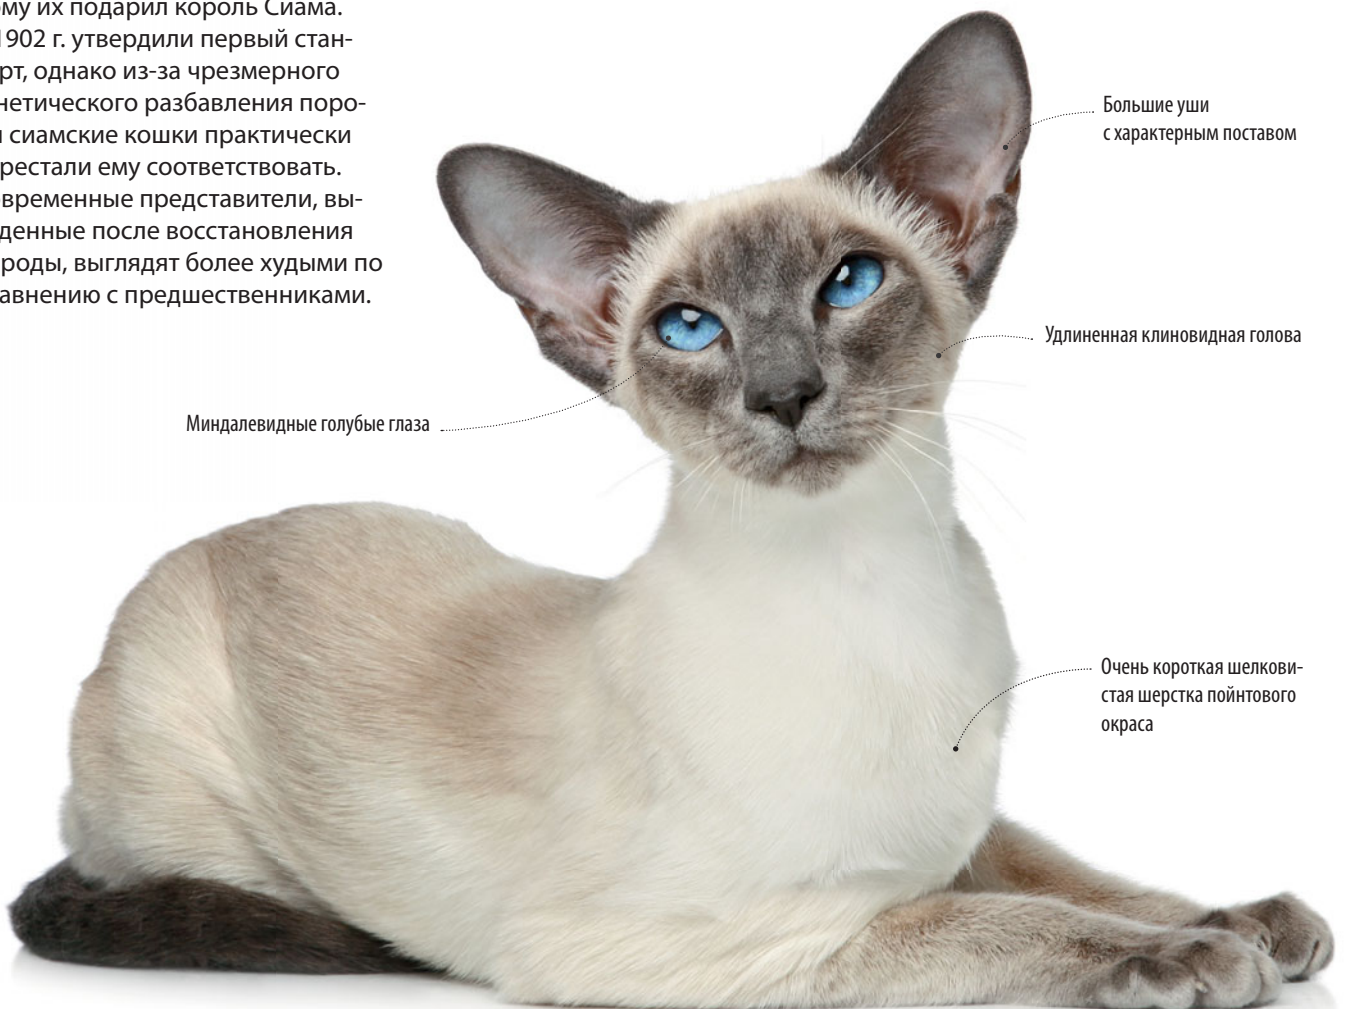 ому их подарил король Сиама.
1902 г. утвердили первый стан-
рт, однако из-за чрезмерного
нетического разбавления поро-
и сиамские кошки практически
рестали ему соответствовать.
временные представители, вы-
денные после восстановления
роды, выглядят более худыми по
авнению с предшественниками.
Большие уши
с характерным поставом
Удлиненная клиновидная голова
Миндалевидные голубые глаза
Очень короткая шелкови-
стая шерстка пойнтового
окраса